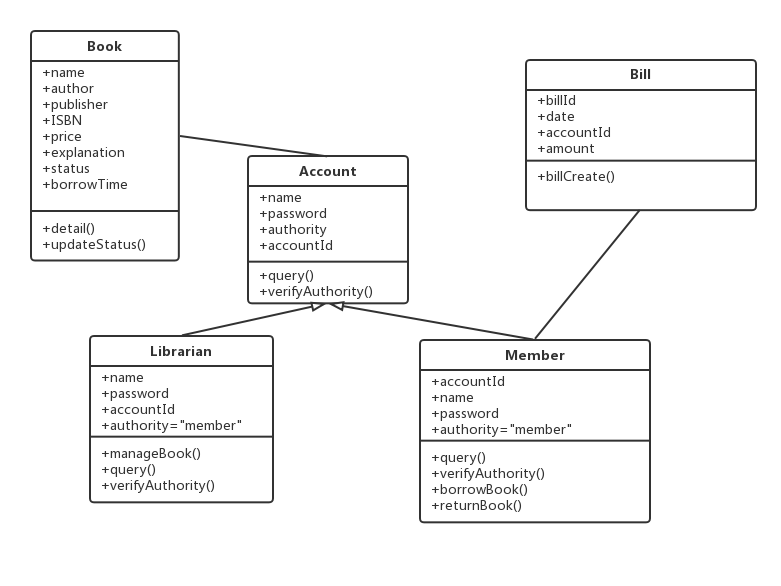 Book
+name
+author
+publisher
+ISBN
+price
+explanation
+status
+borrowTime
+detail()
+updateStatus()
Account
+name
+password
+authority
+accountId
+query()
+verifyAuthority()
Bill
+billId
+date
+accountId
+amount
+billCreate()
Librarian
+name
+password
+accountId
+authority="member"
+manageBook()
+query()
+verifyAuthority()
Member
+accountId
+name
+password
+authority="member"
+query()
+verifyAuthority()
+borrowBook()
+returnBook()